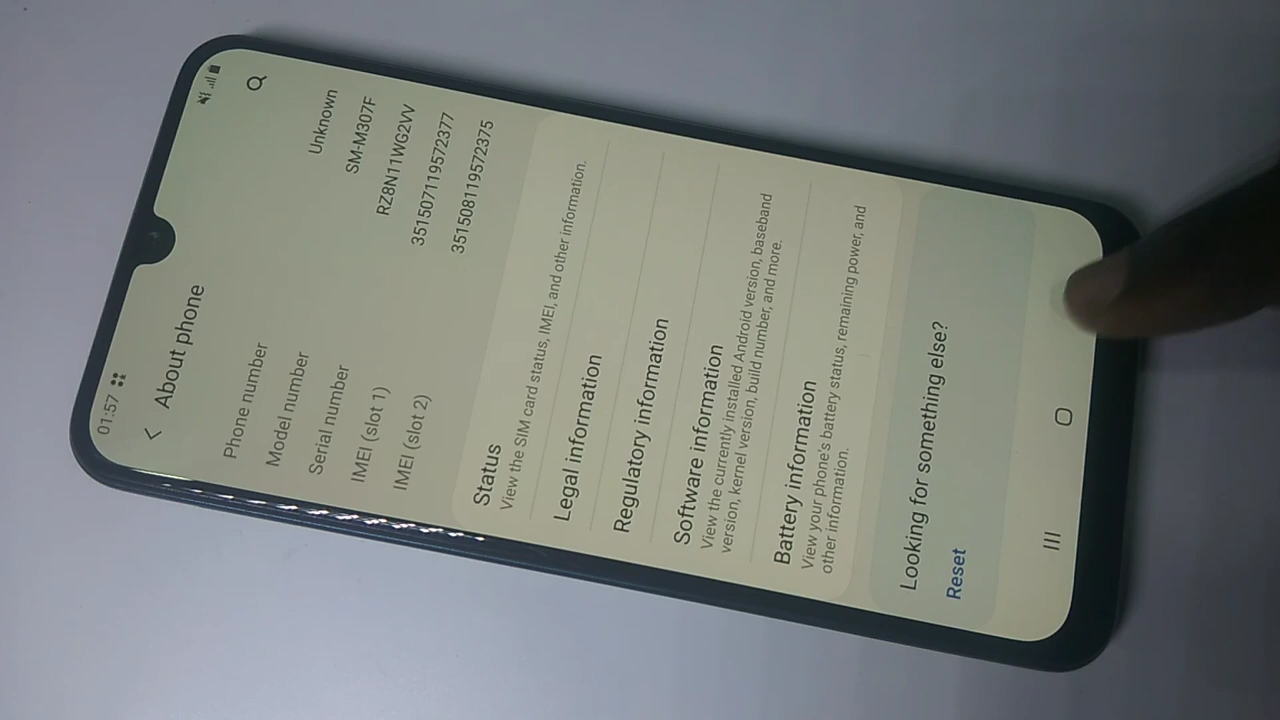 01:57
About phone
Phone number Unknown
Model number SM-M307F
Serial number RZ8N11WG2VV
IMEI (slot 1) 351507119572377
IMEI (slot 2) 351508119572375
Status
View the SIM card status, IMEI, and other information.
Legal information
Regulatory information
Software information
View the currently installed Android version, baseband
version, kernel version, build number, and more.
Battery information
View your phone's battery status, remaining power, and
other information.
Looking for something else?
Reset